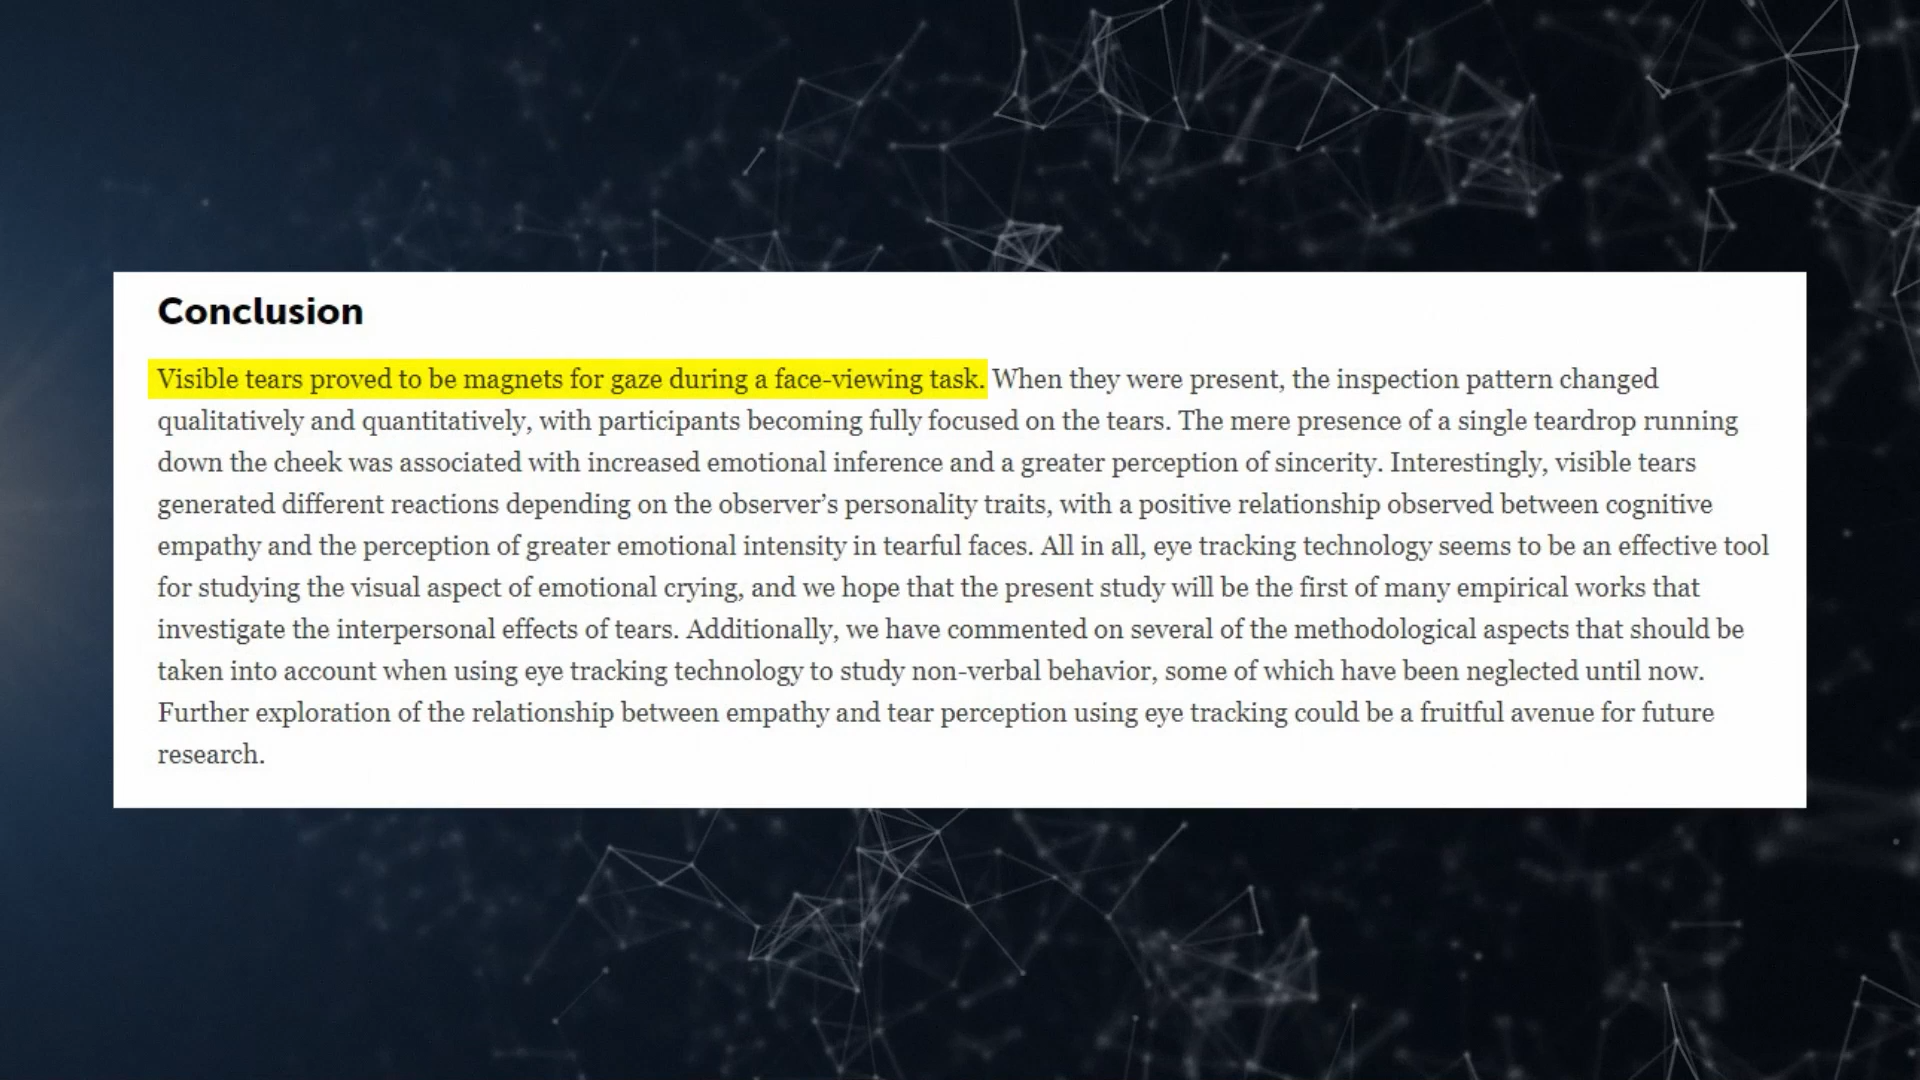 Conclusion
Visible tears proved to be magnets for gaze during a face-viewing task. When they were present, the inspection pattern changed
qualitatively and quantitatively, with participants becoming fully focused on the tears. The mere presence of a single teardrop running
down the cheek was associated with increased emotional inference and a greater perception of sincerity. Interestingly, visible tears
generated different reactions depending on the observer’s personality traits, with a positive relationship observed between cognitive
empathy and the perception of greater emotional intensity in tearful faces. All in all, eye tracking technology seems to be an effective tool
for studying the visual aspect of emotional crying, and we hope that the present study will be the first of many empirical works that
investigate the interpersonal effects of tears. Additionally, we have commented on several of the methodological aspects that should be
taken into account when using eye tracking technology to study non-verbal behavior, some of which have been neglected until now.
Further exploration of the relationship between empathy and tear perception using eye tracking could be a fruitful avenue for future
research.